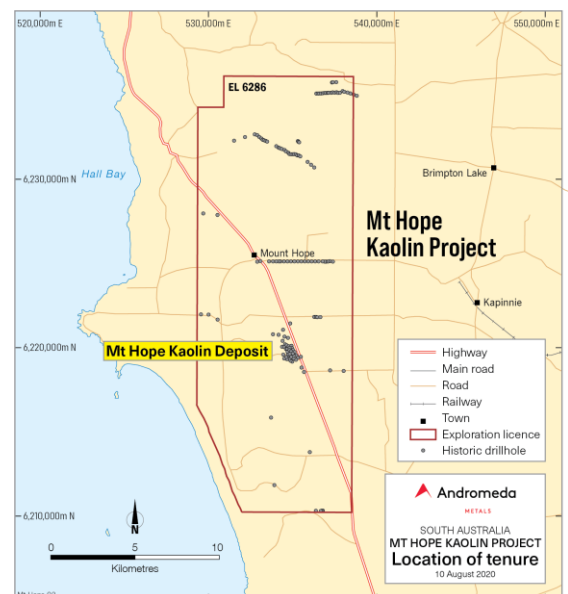 520,000m E
530,000m E
540,000m E
550,000m E
EL 6286
6,230,000m N
Hall Bay
Brimpton Lake
Mt Hope
Kaolin Project
Mount Hope
Kapinnie
Mt Hope Kaolin Deposit
6,220,000m N
Highway
Main road
Road
Railway
Town
Exploration licence
Historic drillhole
6,210,000m N
N
0 5 10
Kilometres
Andromeda
METALS
SOUTH AUSTRALIA
MT HOPE KAOLIN PROJECT
Location of tenure
10 August 2020